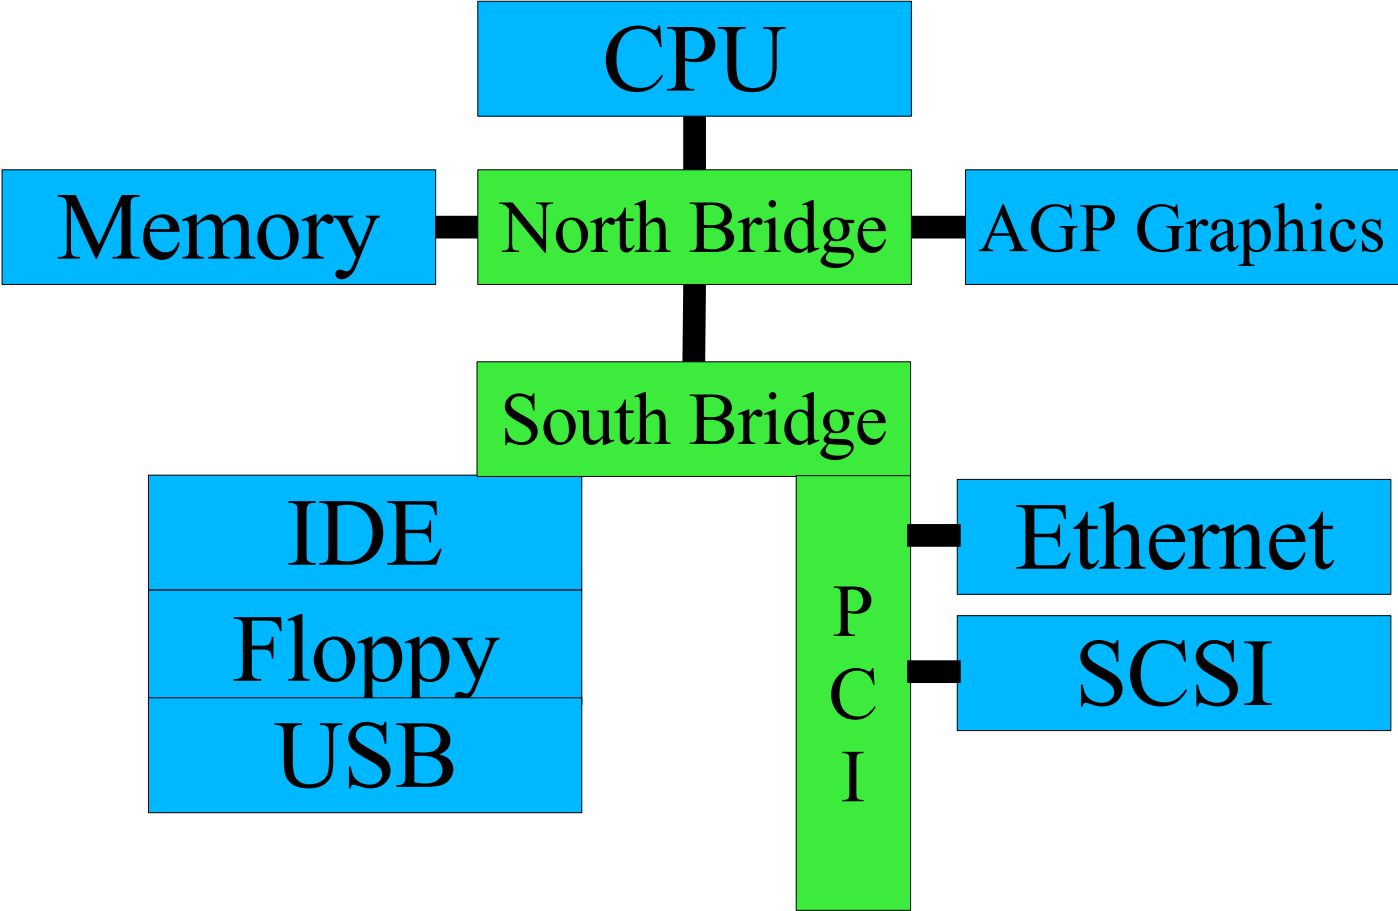 CPU
Memory
North Bridge
AGP Graphics
South Bridge
IDE
Floppy
USB
P
C
I
Ethernet
SCSI